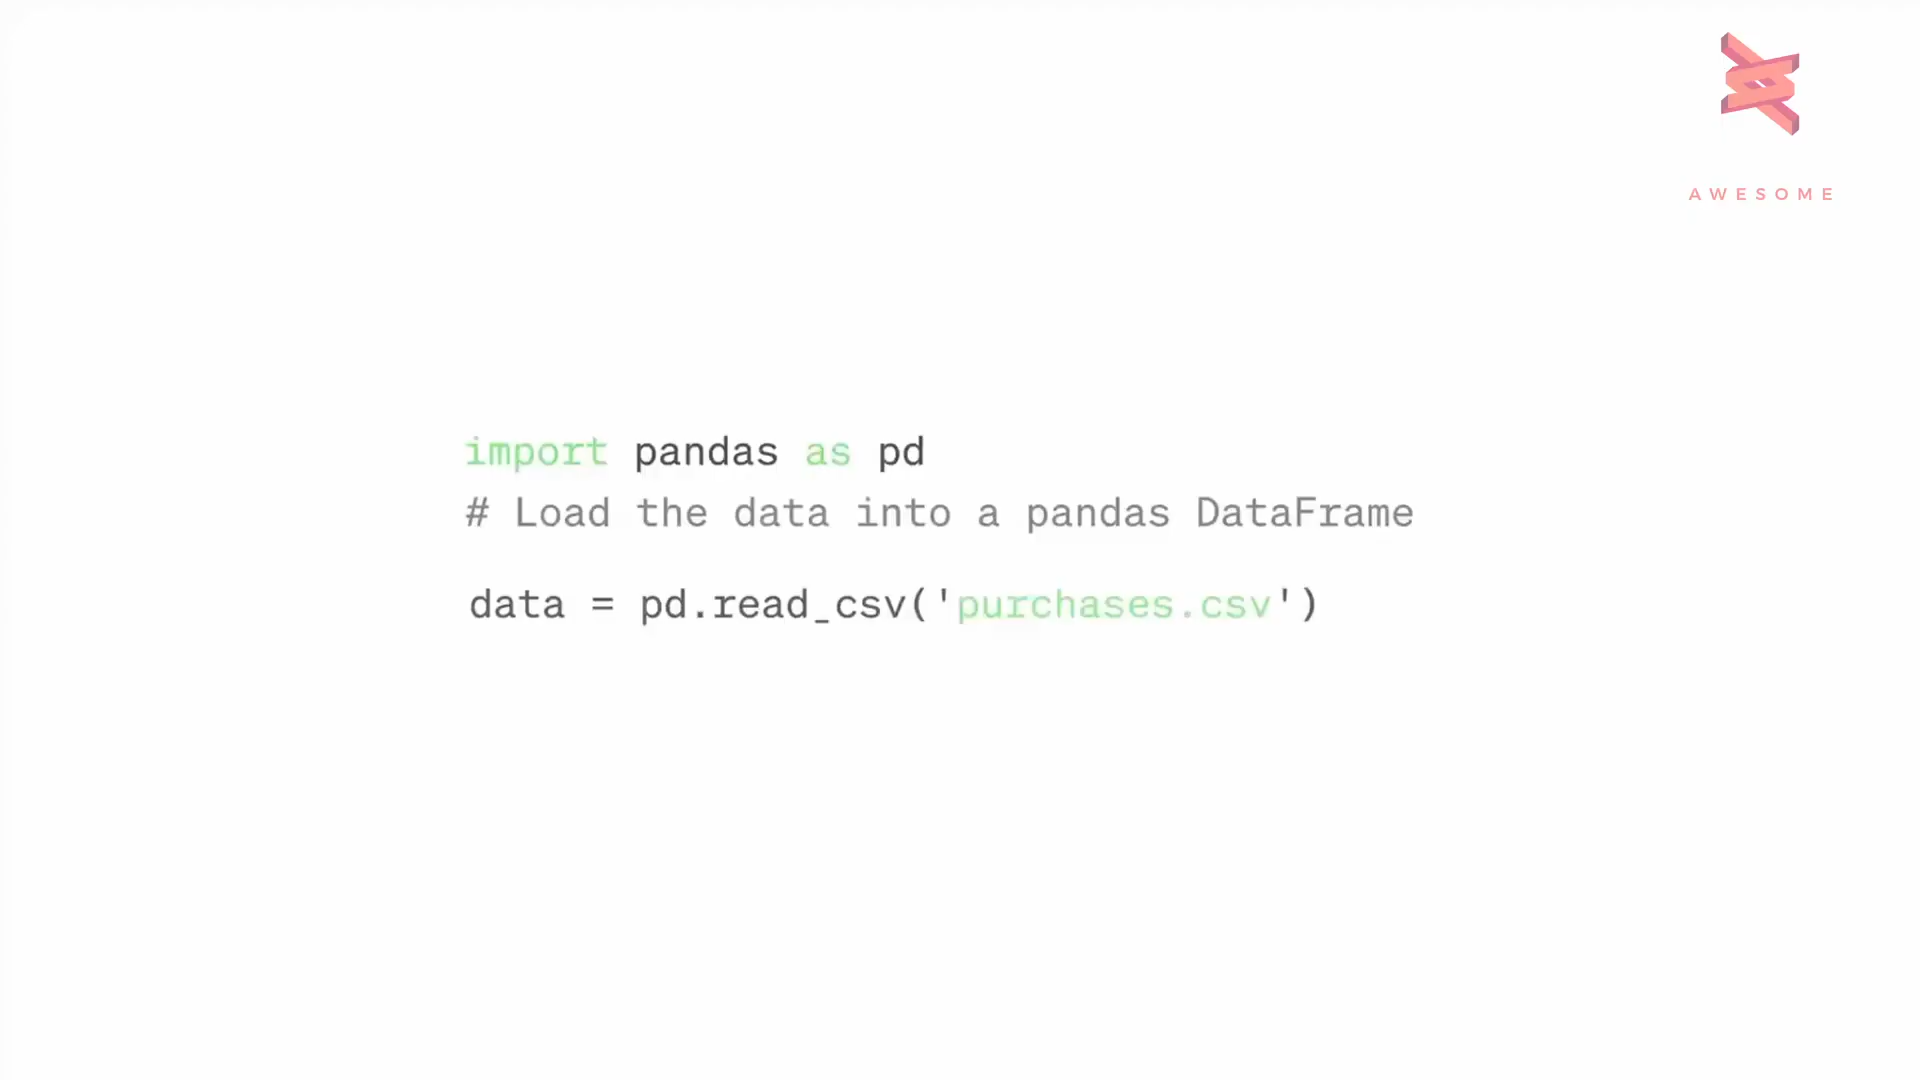 AWESOME
import pandas as pd
# Load the data into a pandas DataFrame
data = pd.read_csv('purchases.csv')